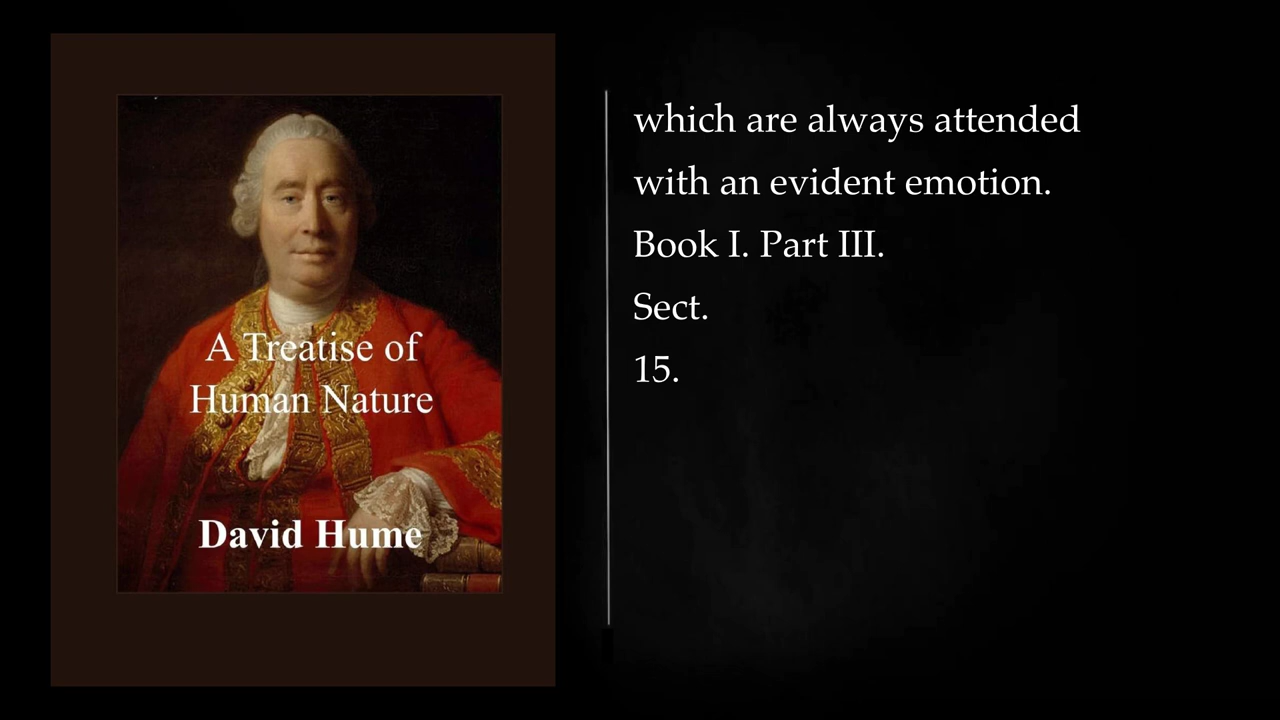 A Treatise of
Human Nature
David Hume
which are always attended
with an evident emotion.
Book I. Part III.
Sect.
15.